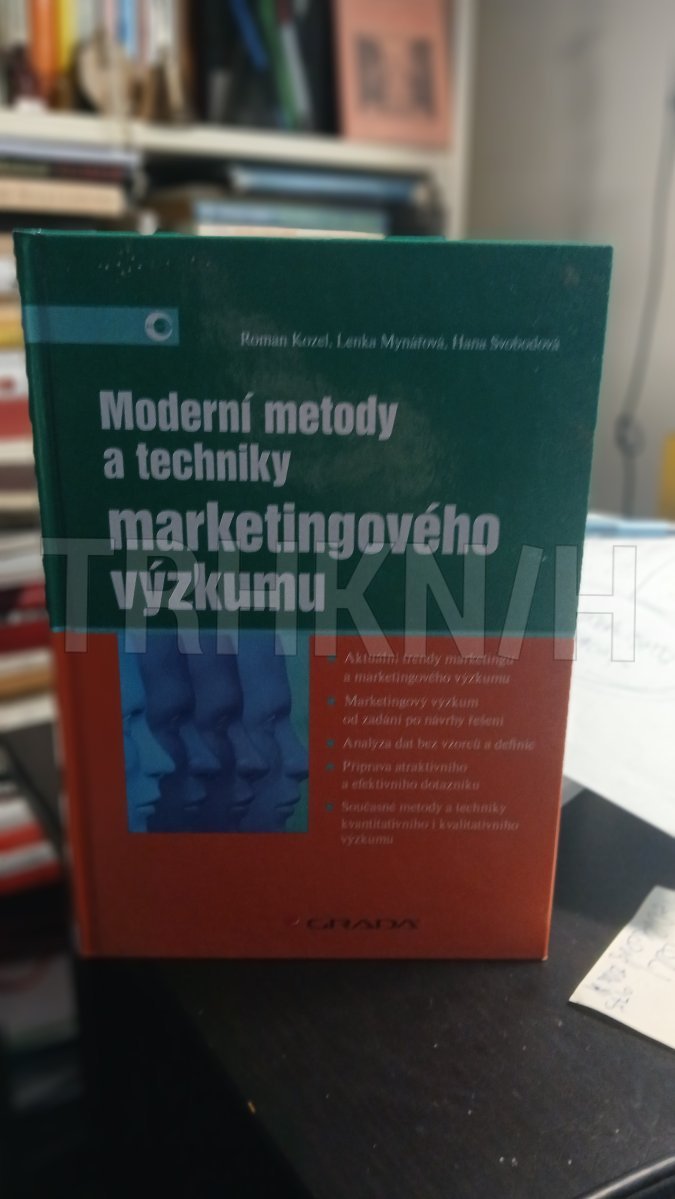 Roman Kozel, Lenka Mynářová, Hana Svobodová
Moderní metody
a techniky
marketingového
výzkumu
TRHKN/H
Aktuální trendy marketingu
a marketingového výzkumu
Marketingový výzkum
od zadání po návrhy řešení
Analýza dat bez vzorců a definic
Příprava atraktivního
a efektivního dotazníku
Současné metody a techniky
kvantitativního i kvalitativního
výzkumu
GRADA